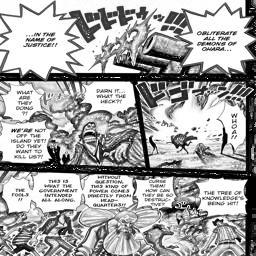 OBLITERATE
ALL THE
DEMONS OF
OHARA...
...IN THE
NAME OF
JUSTICE!!
WHOA!!
DARN IT...
WHAT THE
HECK?!
WHAT
ARE THEY
DOING
?!
WE'RE NOT
OFF THE
ISLAND YET!
DO THEY
WANT TO
KILL US?!
THE TREE OF
KNOWLEDGE'S
BEING HIT!!
CURSE
THEM!
HOW CAN
THEY BE SO
DESTRUC-
TIVE?
WITHOUT
QUESTION,
THIS KIND OF
POWER COMES
DIRECTLY
FROM HEAD-
QUARTERS!!
THIS IS
WHAT THE
GOVERNMENT
INTENDED
ALL ALONG.
THE
FOOLS
!!